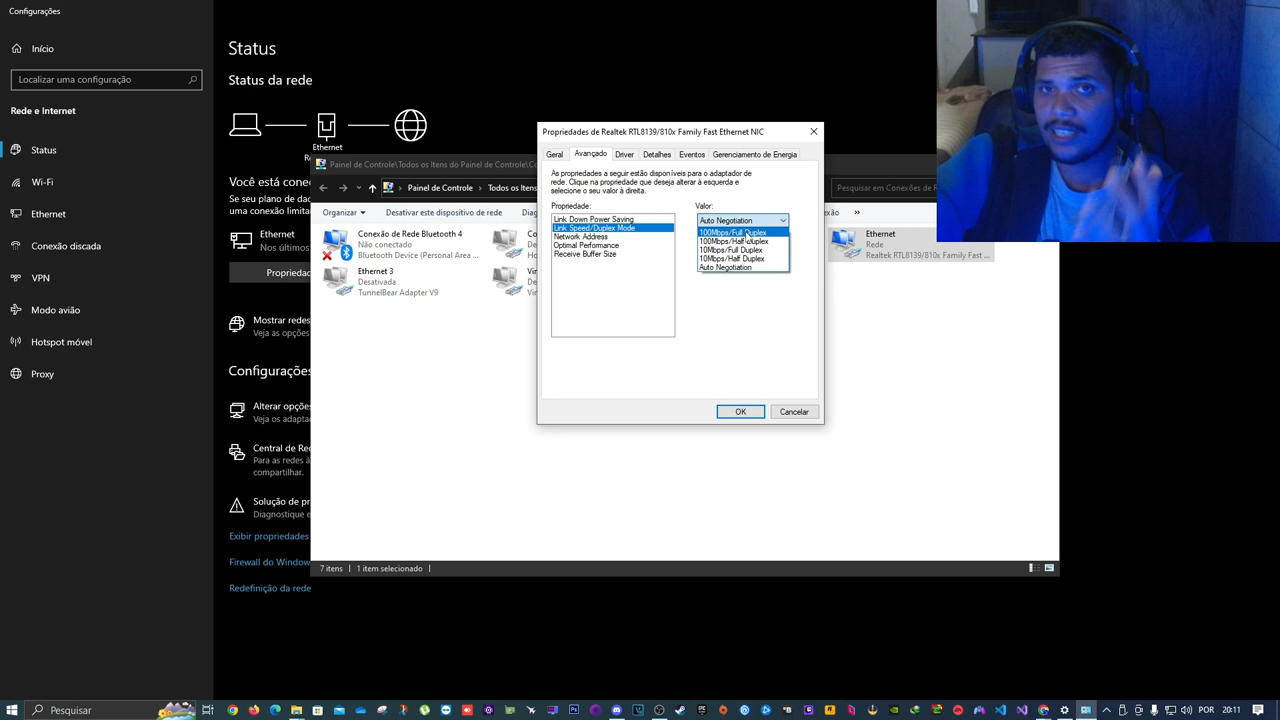 Configurações
Início
Localizar uma configuração
Rede e Internet
Status
Wi-Fi
Ethernet
Conexão discada
VPN
Modo avião
Hotspot móvel
Proxy
Status
Status da rede
Ethernet
Você está cone
Se seu plano de da
uma conexão limitac
Ethernet
Nos últimos
Propriedad
Mostrar redes
Veja as opções
Configurações
Alterar opçõe
Veja os adapta
Central de Red
Para as redes à
compartilhar.
Solução de pr
Diagnostique e
Exibir propriedades
Firewall do Window
Redefinição da rede
Painel de Controle\Todos os Itens do Painel de Controle\Co
Painel de Controle
Todos os Itens
Pesquisar em Conexões de R
Organizar
Desativar este dispositivo de rede
Diag
exão
»
Conexão de Rede Bluetooth 4
Não conectado
Bluetooth Device (Personal Area ...
Ethernet 3
Desativada
TunnelBear Adapter V9
Ethernet
Rede
Realtek RTL8139/810x Family Fast ...
7 itens
1 item selecionado
Propriedades de Realtek RTL8139/810x Family Fast Ethernet NIC
Geral
Avançado
Driver
Detalhes
Eventos
Gerenciamento de Energia
As propriedades a seguir estão disponíveis para o adaptador
de rede. Clique na propriedade que deseja alterar à esquerda e
selecione o seu valor à direita.
Propriedade:
Link Down Power Saving
Link Speed/Duplex Mode
Network Address
Optimal Performance
Receive Buffer Size
Valor:
Auto Negotiation
100Mbps/Full Duplex
100Mbps/Half Duplex
10Mbps/Full Duplex
10Mbps/Half Duplex
Auto Negotiation
OK
Cancelar
Pesquisar
POR
20:11